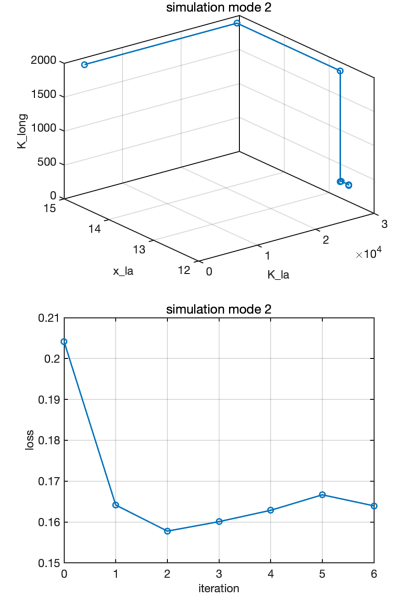 simulation mode 2
2000
1500
1000
500
0
K_long
15
14
13
12
x_la
0
1
2
3
×10⁴
K_la
simulation mode 2
0.21
0.2
0.19
0.18
0.17
0.16
0.15
loss
0 1 2 3 4 5 6
iteration